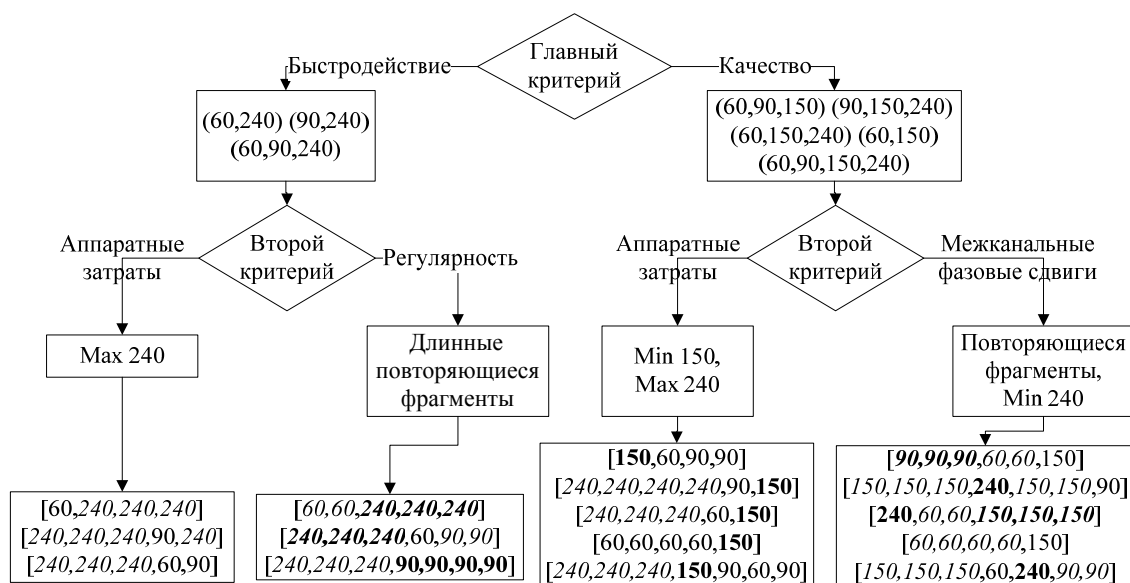 Главный
критерий
Быстродействие
Качество
(60,240) (90,240)
(60,90,240)
(60,90,150) (90,150,240)
(60,150,240) (60,150)
(60,90,150,240)
Аппаратные
затраты
Второй
критерий
Регулярность
Аппаратные
затраты
Второй
критерий
Межканальные
фазовые сдвиги
Max 240
Длинные
повторяющиеся
фрагменты
Min 150,
Max 240
Повторяющиеся
фрагменты,
Min 240
[60,240,240,240]
[240,240,240,90,240]
[240,240,240,60,90]
[60,60,240,240,240]
[240,240,240,60,90,90]
[240,240,240,90,90,90,90]
[150,60,90,90]
[240,240,240,240,90,150]
[240,240,240,60,150]
[60,60,60,60,150]
[240,240,240,150,90,60,90]
[90,90,90,60,60,150]
[150,150,150,240,150,150,90]
[240,60,60,150,150,150]
[60,60,60,60,150]
[150,150,150,60,240,90,90]